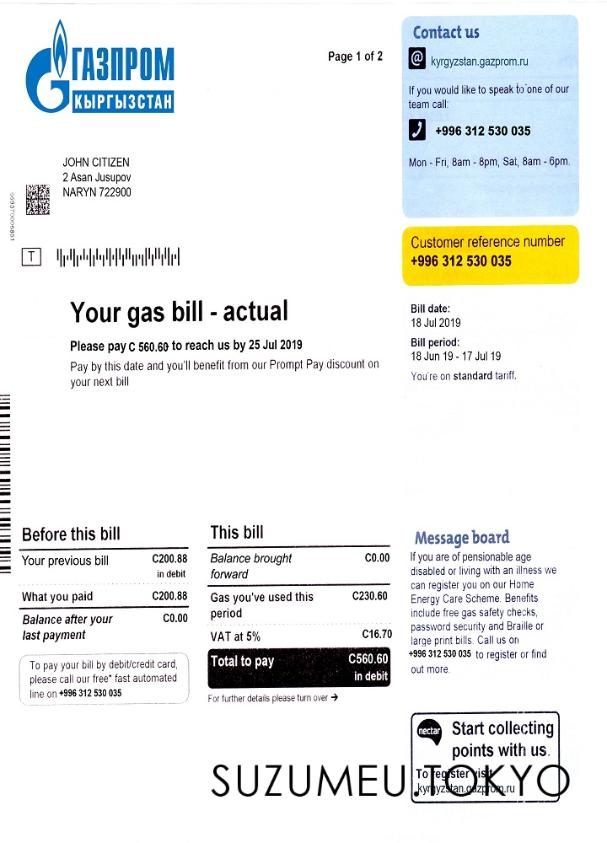 ГАЗПРОМ
КЫРГЫЗСТАН
Page 1 of 2
Contact us
@ kyrgyzstan.gazprom.ru
If you would like to speak to one of our
team call:
+996 312 530 035
Mon - Fri, 8am - 8pm, Sat, 8am - 6pm.
JOHN CITIZEN
2 Asan Jusupov
NARYN 722900
T
Customer reference number
+996 312 530 035
Your gas bill - actual
Please pay C 560.60 to reach us by 25 Jul 2019
Pay by this date and you'll benefit from our Prompt Pay discount on
your next bill
Bill date:
18 Jul 2019
Bill period:
18 Jun 19 - 17 Jul 19
You're on standard tariff.
Before this bill
Your previous bill C200.88
in debit
What you paid C200.88
Balance after your C0.00
last payment
To pay your bill by debit/credit card,
please call our free* fast automated
line on +996 312 530 035
This bill
Balance brought C0.00
forward
Gas you've used this C230.60
period
VAT at 5% C16.70
Total to pay C560.60
in debit
For further details please turn over →
Message board
If you are of pensionable age
disabled or living with an illness we
can register you on our Home
Energy Care Scheme. Benefits
include free gas safety checks,
password security and Braille or
large print bills. Call us on
+996 312 530 035 to register or find
out more.
nectar
Start collecting
points with us.
To register visit
kyrgyzstan.gazprom.ru
SUZUMEU.TOKYO